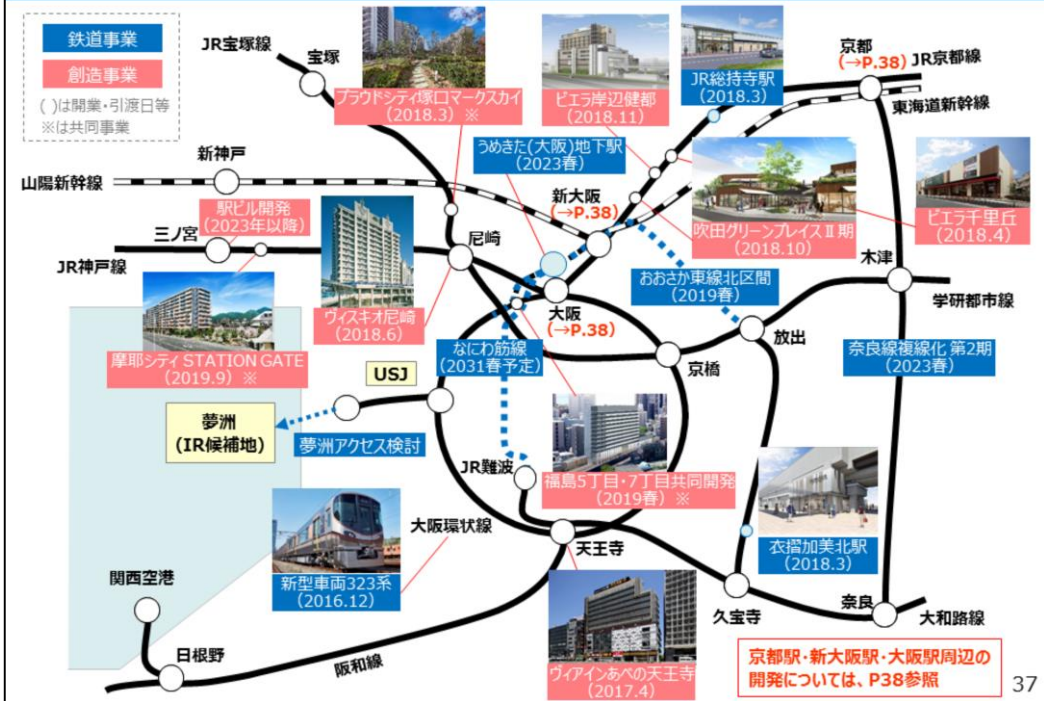 鉄道事業
創造事業
( )は開業・引渡日等
※は共同事業
JR宝塚線
宝塚
プラウドシティ塚口マークスカイ
(2018.3) ※
ビエラ岸辺健都
(2018.11)
JR総持寺駅
(2018.3)
京都
(→P.38)
JR京都線
東海道新幹線
うめきた(大阪)地下駅
(2023春)
新神戸
山陽新幹線
新大阪
(→P.38)
吹田グリーンプレイスⅡ期
(2018.10)
ビエラ千里丘
(2018.4)
駅ビル開発
(2023年以降)
三ノ宮
JR神戸線
尼崎
ヴィスキオ尼崎
(2018.6)
おおさか東線北区間
(2019春)
木津
学研都市線
大阪
(→P.38)
放出
摩耶シティ STATION GATE
(2019.9) ※
なにわ筋線
(2031春予定)
京橋
奈良線複線化 第2期
(2023春)
USJ
夢洲
(IR候補地)
夢洲アクセス検討
JR難波
福島5丁目・7丁目共同開発
(2019春) ※
大阪環状線
新型車両323系
(2016.12)
天王寺
衣摺加美北駅
(2018.3)
関西空港
久宝寺
奈良
大和路線
日根野
阪和線
ヴィアインあべの天王寺
(2017.4)
京都駅・新大阪駅・大阪駅周辺の
開発については、P38参照
37